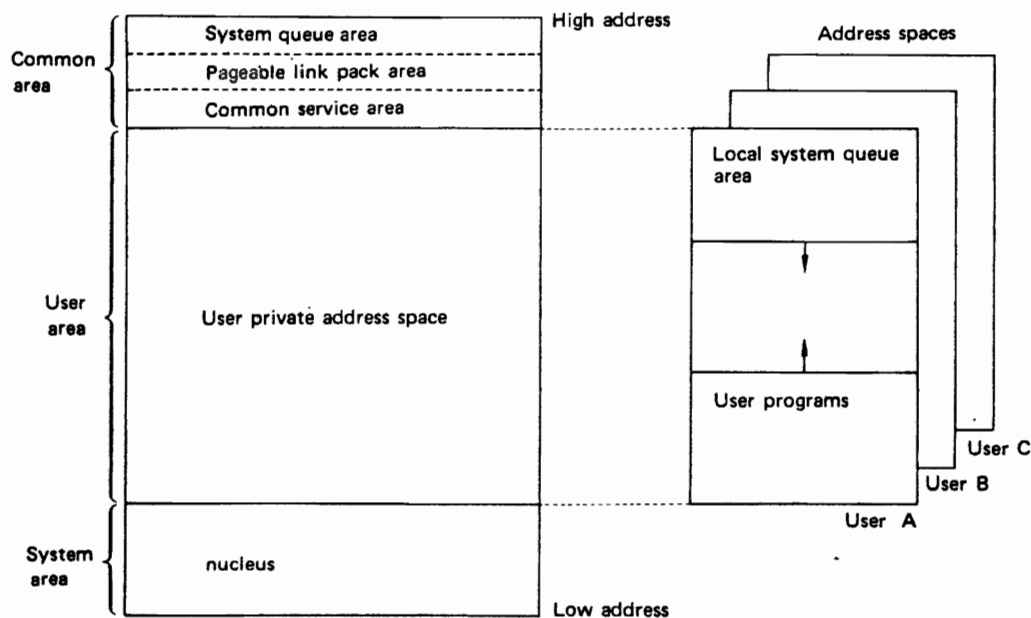 High address
System queue area
Address spaces
Common
area
Pageable link pack area
Common service area
Local system queue
area
User
area
User private address space
User programs
User C
User B
User A
System
area
nucleus
Low address